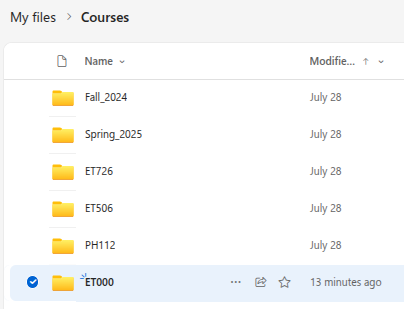 My files > Courses
Name Modifie...
Fall_2024 July 28
Spring_2025 July 28
ET726 July 28
ET506 July 28
PH112 July 28
ET000 ... 13 minutes ago